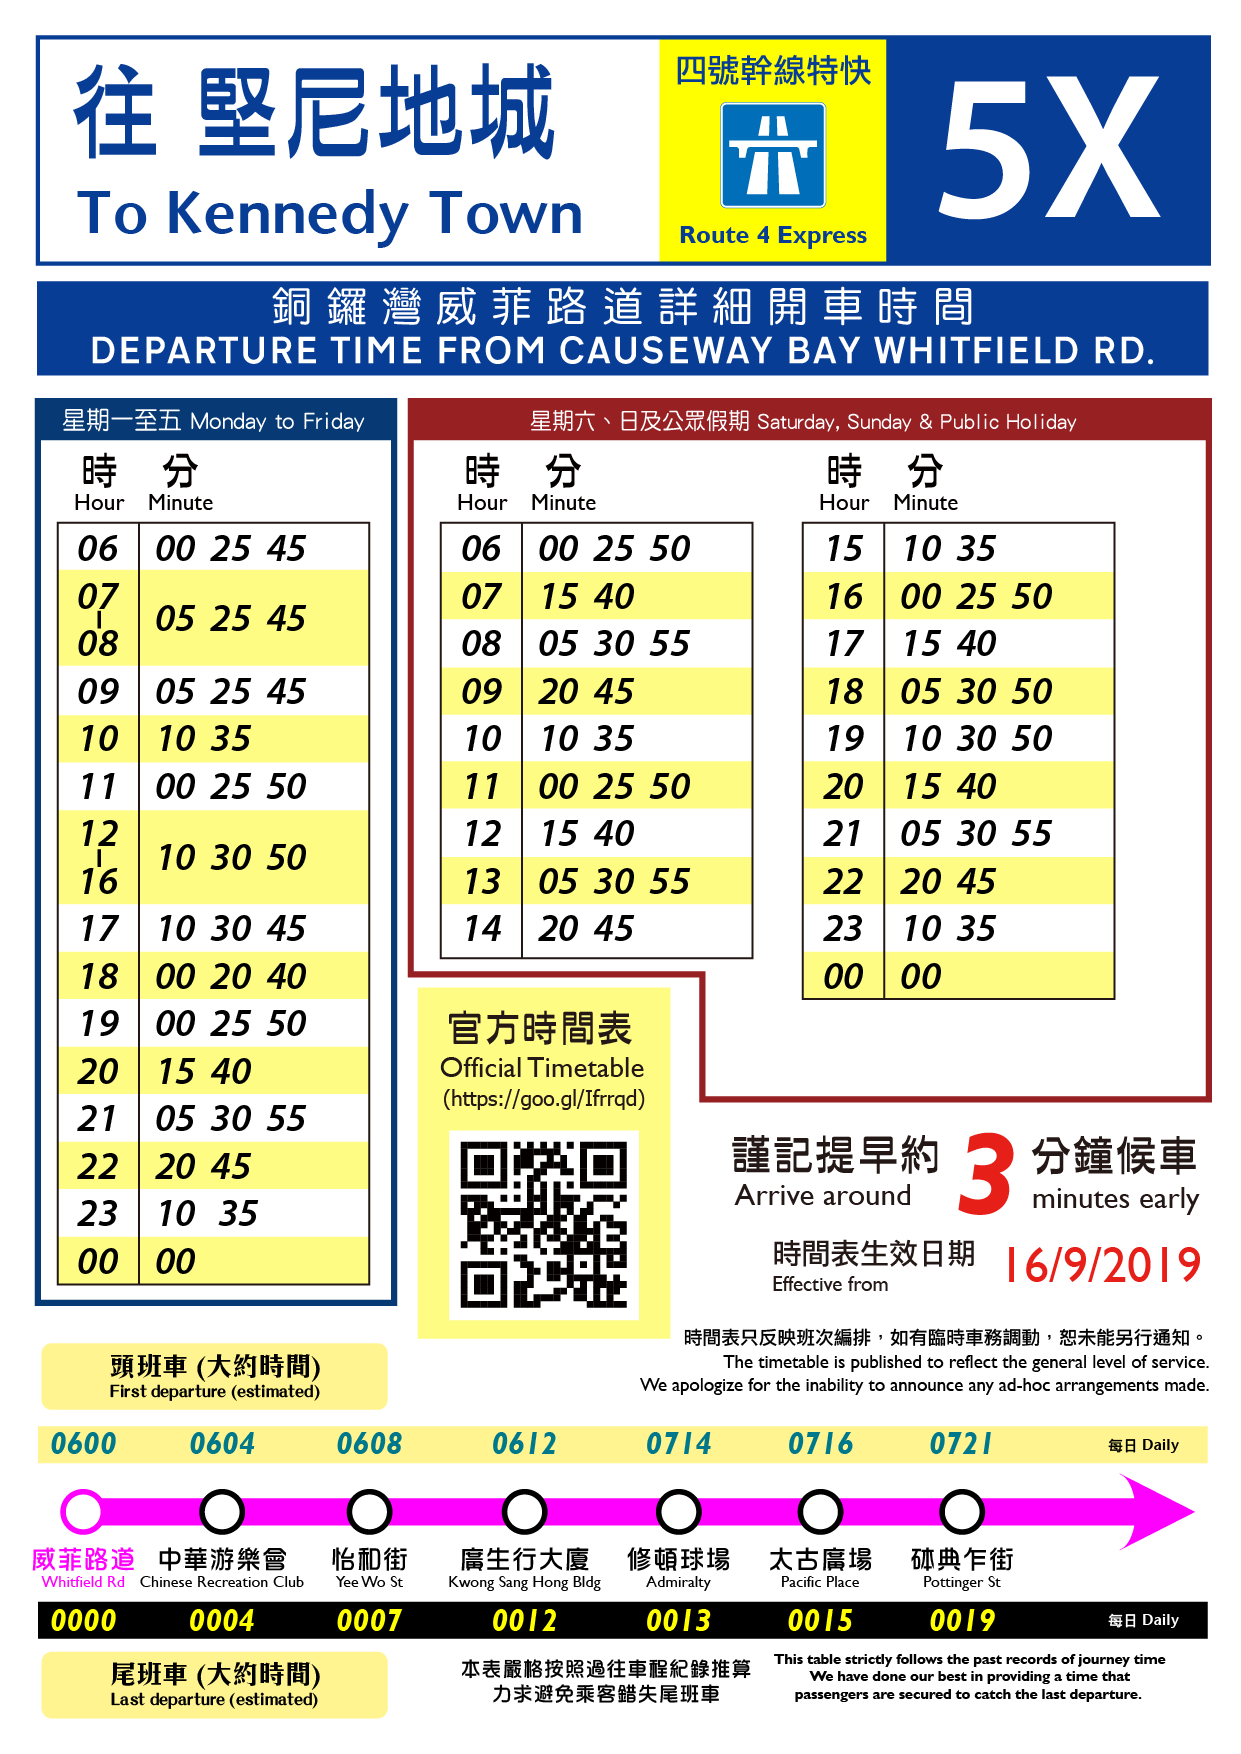 往 堅尼地城
To Kennedy Town
四號幹線特快
Route 4 Express
5X
銅鑼灣威菲路道詳細開車時間
DEPARTURE TIME FROM CAUSEWAY BAY WHITFIELD RD.
星期一至五 Monday to Friday
時 分
Hour Minute
06 00 25 45
07
|
08 05 25 45
09 05 25 45
10 10 35
11 00 25 50
12
|
16 10 30 50
17 10 30 45
18 00 20 40
19 00 25 50
20 15 40
21 05 30 55
22 20 45
23 10 35
00 00
星期六、日及公眾假期 Saturday, Sunday & Public Holiday
時 分
Hour Minute
06 00 25 50
07 15 40
08 05 30 55
09 20 45
10 10 35
11 00 25 50
12 15 40
13 05 30 55
14 20 45
時 分
Hour Minute
15 10 35
16 00 25 50
17 15 40
18 05 30 50
19 10 30 50
20 15 40
21 05 30 55
22 20 45
23 10 35
00 00
官方時間表
Official Timetable
(https://goo.gl/Ifrrqd)
謹記提早約 3 分鐘候車
Arrive around minutes early
時間表生效日期
Effective from
16/9/2019
時間表只反映班次編排，如有臨時車務調動，恕未能另行通知。
The timetable is published to reflect the general level of service.
We apologize for the inability to announce any ad-hoc arrangements made.
頭班車 (大約時間)
First departure (estimated)
0600 0604 0608 0612 0714 0716 0721 每日 Daily
威菲路道 中華游樂會 怡和街 廣生行大廈 修頓球場 太古廣場 砵典乍街
Whitfield Rd Chinese Recreation Club Yee Wo St Kwong Sang Hong Bldg Admiralty Pacific Place Pottinger St
0000 0004 0007 0012 0013 0015 0019 每日 Daily
尾班車 (大約時間)
Last departure (estimated)
本表嚴格按照過往車程紀錄推算
力求避免乘客錯失尾班車
This table strictly follows the past records of journey time
We have done our best in providing a time that
passengers are secured to catch the last departure.